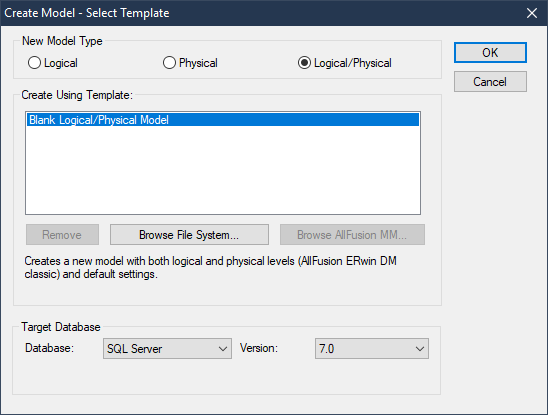 Create Model - Select Template
New Model Type
Logical
Physical
Logical/Physical
OK
Cancel
Create Using Template:
Blank Logical/Physical Model
Remove
Browse File System...
Browse AllFusion MM...
Creates a new model with both logical and physical levels (AllFusion ERwin DM
classic) and default settings.
Target Database
Database:
SQL Server
Version:
7.0